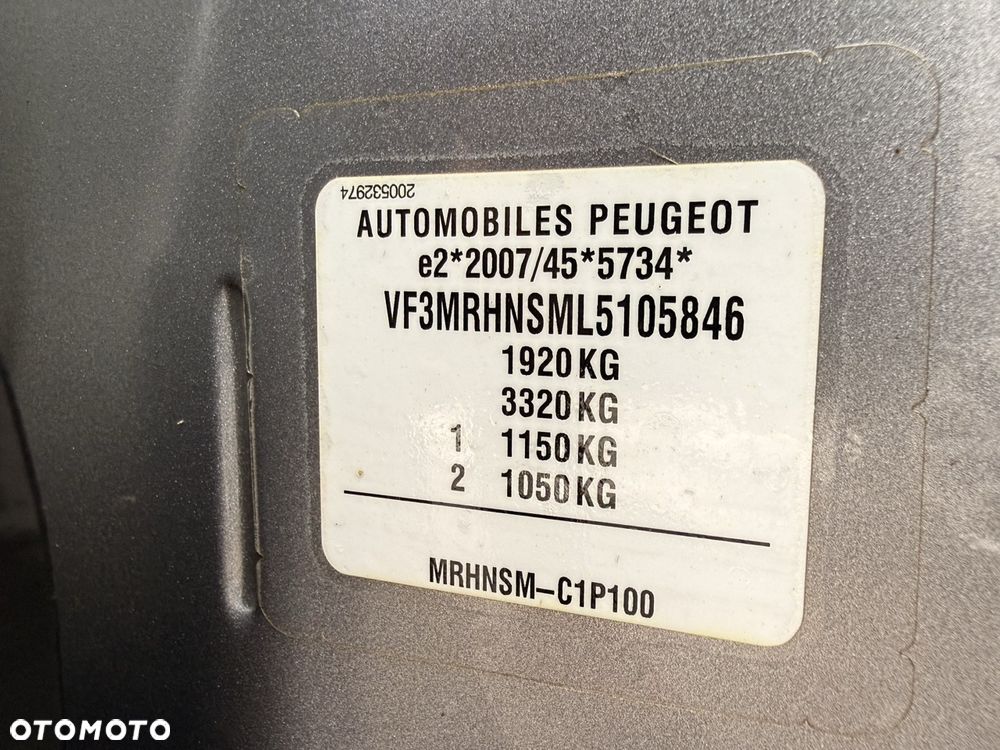 200532974
AUTOMOBILES PEUGEOT
e2*2007/45*5734*
VF3MRHNSML5105846
1920 KG
3320 KG
1 1150 KG
2 1050 KG
MRHNSM-C1P100
OTOMOTO